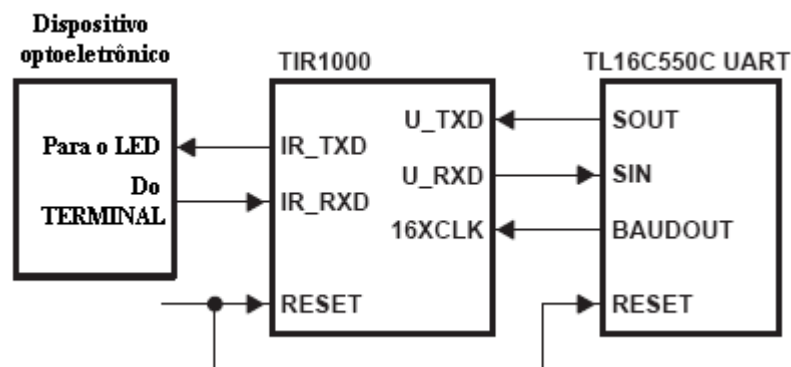 Dispositivo
optoeletrônico
TIR1000
TL16C550C UART
Para o LED
Do
TERMINAL
IR_TXD
IR_RXD
RESET
U_TXD
U_RXD
16XCLK
SOUT
SIN
BAUDOUT
RESET